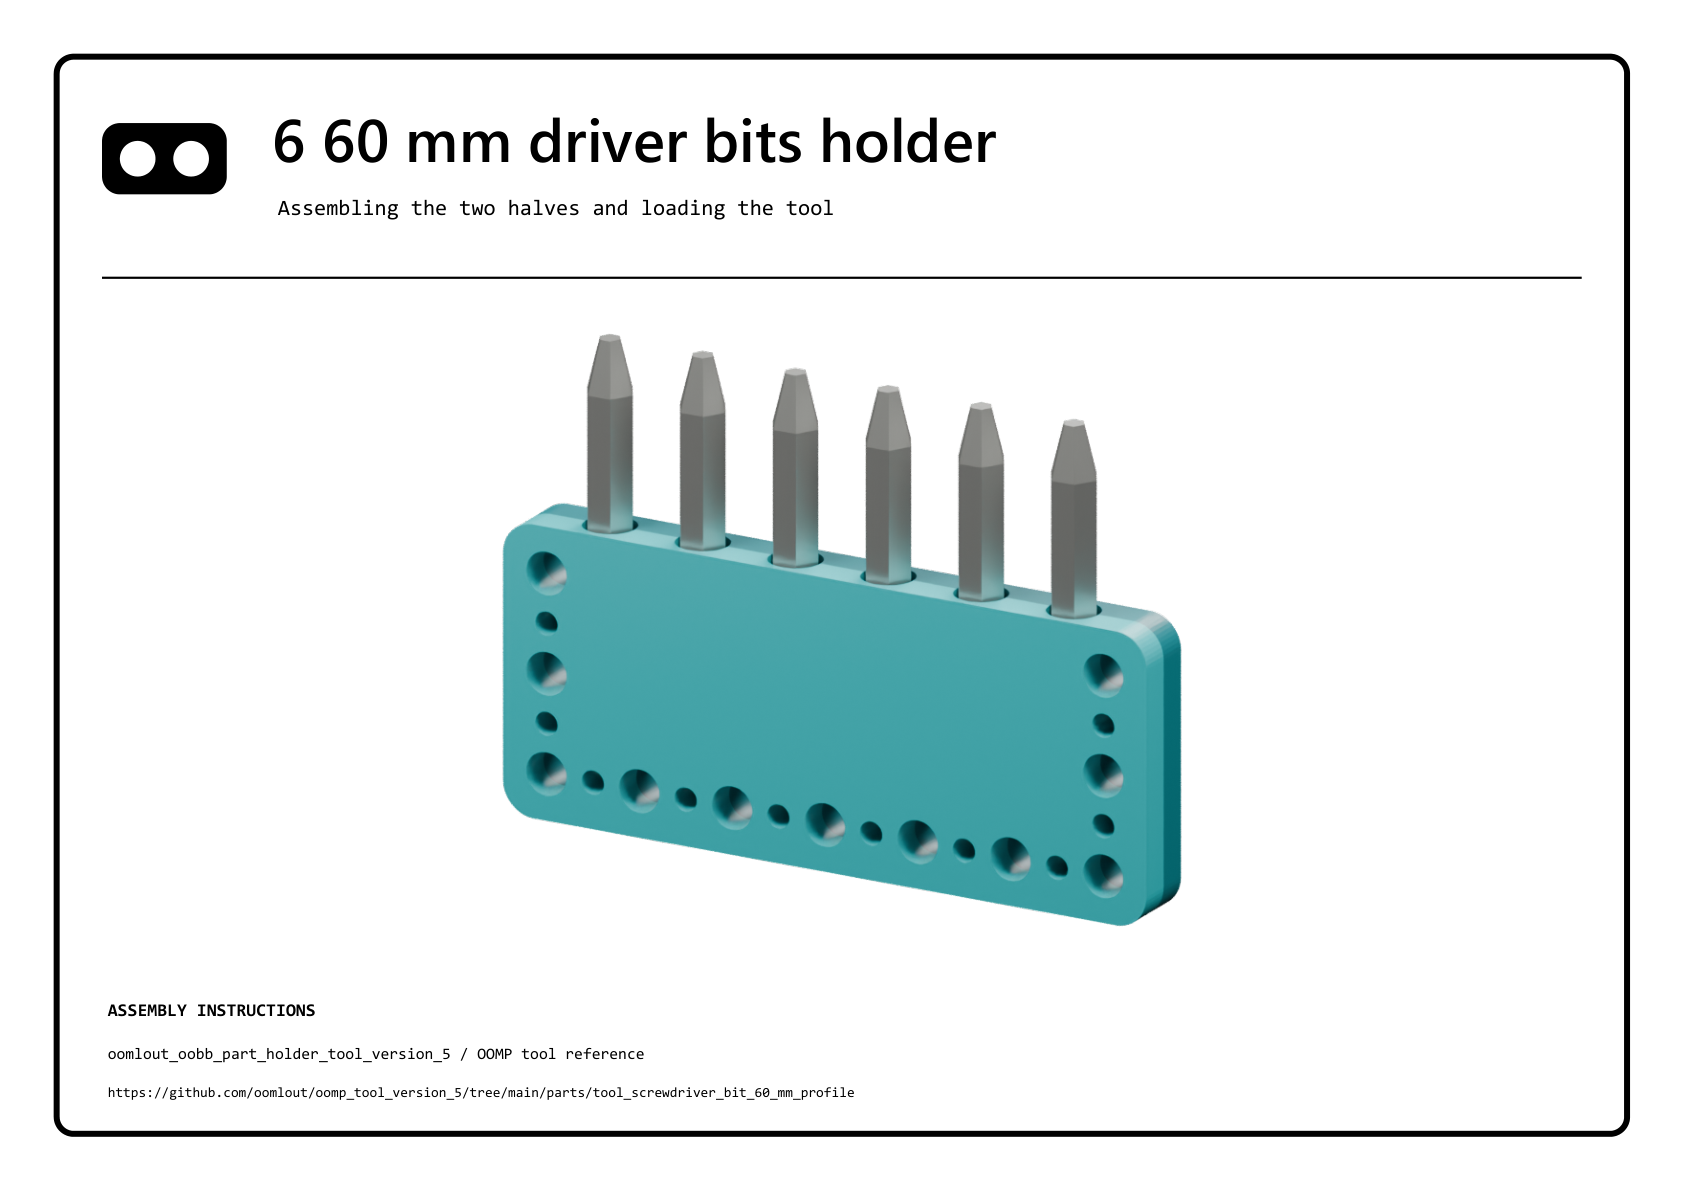 6 60 mm driver bits holder
Assembling the two halves and loading the tool
ASSEMBLY INSTRUCTIONS
oomlout_oobb_part_holder_tool_version_5 / OOMP tool reference
https://github.com/oomlout/oomp_tool_version_5/tree/main/parts/tool_screwdriver_bit_60_mm_profile